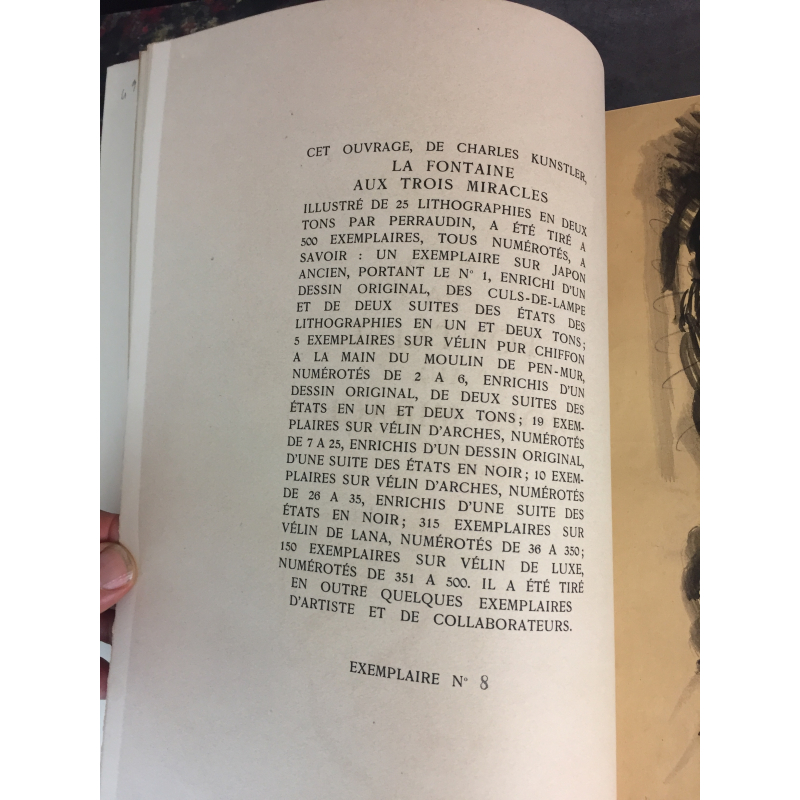 CET OUVRAGE, DE CHARLES KUNSTLER,
LA FONTAINE
AUX TROIS MIRACLES
ILLUSTRÉ DE 25 LITHOGRAPHIES EN DEUX
TONS PAR PERRAUDIN, A ÉTÉ TIRÉ A
500 EXEMPLAIRES, TOUS NUMÉROTÉS, A
SAVOIR : UN EXEMPLAIRE SUR JAPON
ANCIEN, PORTANT LE N° 1, ENRICHI D'UN
DESSIN ORIGINAL, DES CULS-DE-LAMPE
ET DE DEUX SUITES DES ÉTATS DES
LITHOGRAPHIES EN UN ET DEUX TONS ;
5 EXEMPLAIRES SUR VÉLIN PUR CHIFFON
A LA MAIN DU MOULIN DE PEN-MUR,
NUMÉROTÉS DE 2 A 6, ENRICHIS D'UN
DESSIN ORIGINAL, DE DEUX SUITES DES
ÉTATS EN UN ET DEUX TONS ; 19 EXEM-
PLAIRES SUR VÉLIN D'ARCHES, NUMÉROTÉS
DE 7 A 25, ENRICHIS D'UN DESSIN ORIGINAL,
D'UNE SUITE DES ÉTATS EN NOIR ; 10 EXEM-
PLAIRES SUR VÉLIN D'ARCHES, NUMÉROTÉS
DE 26 A 35, ENRICHIS D'UNE SUITE DES
ÉTATS EN NOIR ; 315 EXEMPLAIRES SUR
VÉLIN DE LANA, NUMÉROTÉS DE 36 A 350 ;
150 EXEMPLAIRES SUR VÉLIN DE LUXE,
NUMÉROTÉS DE 351 A 500. IL A ÉTÉ TIRÉ
EN OUTRE QUELQUES EXEMPLAIRES
D'ARTISTE ET DE COLLABORATEURS.
EXEMPLAIRE N° 8